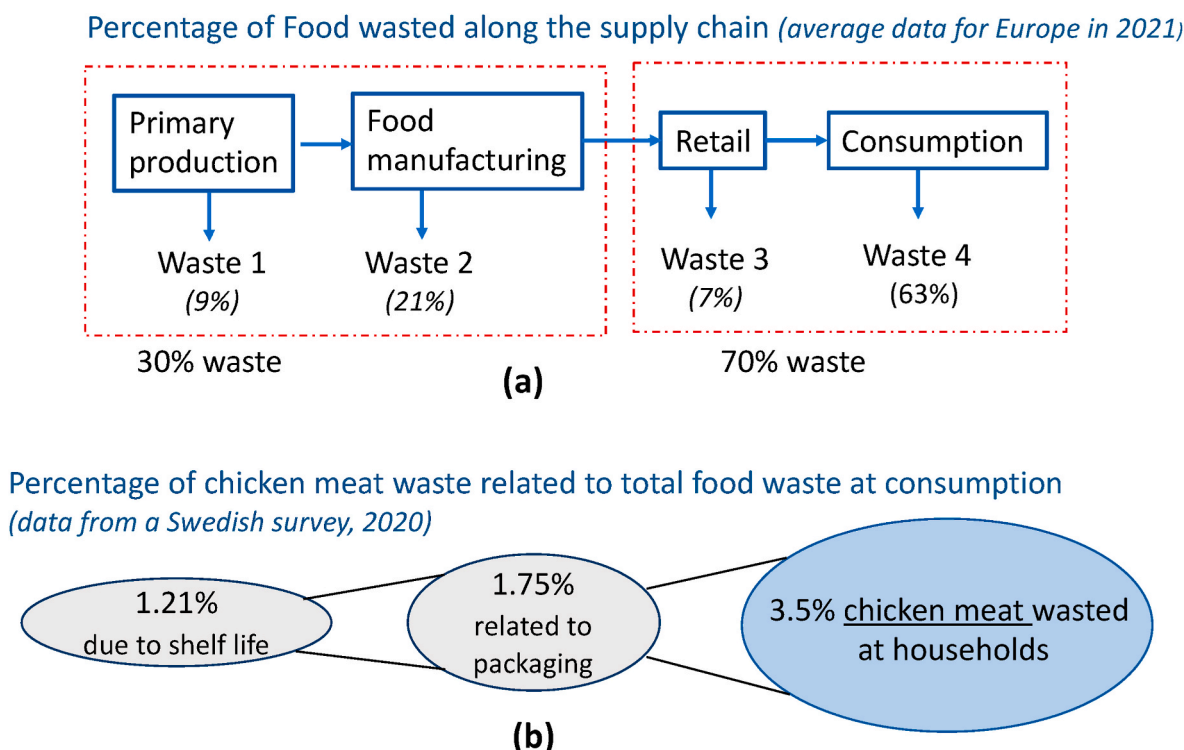 Percentage of Food wasted along the supply chain (average data for Europe in 2021)
Primary
production
Food
manufacturing
Retail
Consumption
Waste 1
(9%)
Waste 2
(21%)
Waste 3
(7%)
Waste 4
(63%)
30% waste
70% waste
(a)
Percentage of chicken meat waste related to total food waste at consumption
(data from a Swedish survey, 2020)
1.21%
due to shelf life
1.75%
related to
packaging
3.5% chicken meat wasted
at households
(b)